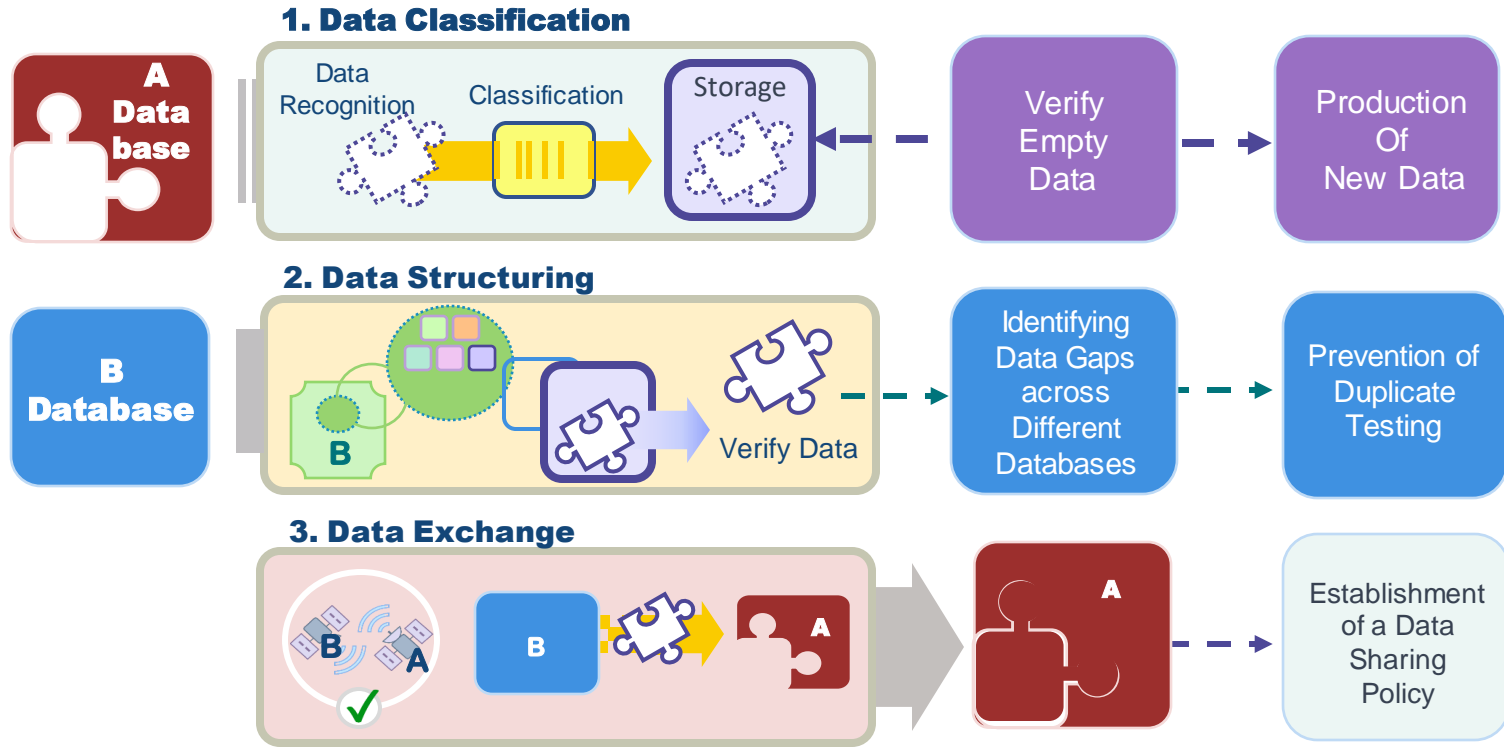 1. Data Classification
A
Data
base
Data
Recognition
Classification
Storage
Verify
Empty
Data
Production
Of
New Data
2. Data Structuring
B
Database
B
Verify Data
Identifying
Data Gaps
across
Different
Databases
Prevention of
Duplicate
Testing
3. Data Exchange
B
A
B
A
A
Establishment
of a Data
Sharing
Policy